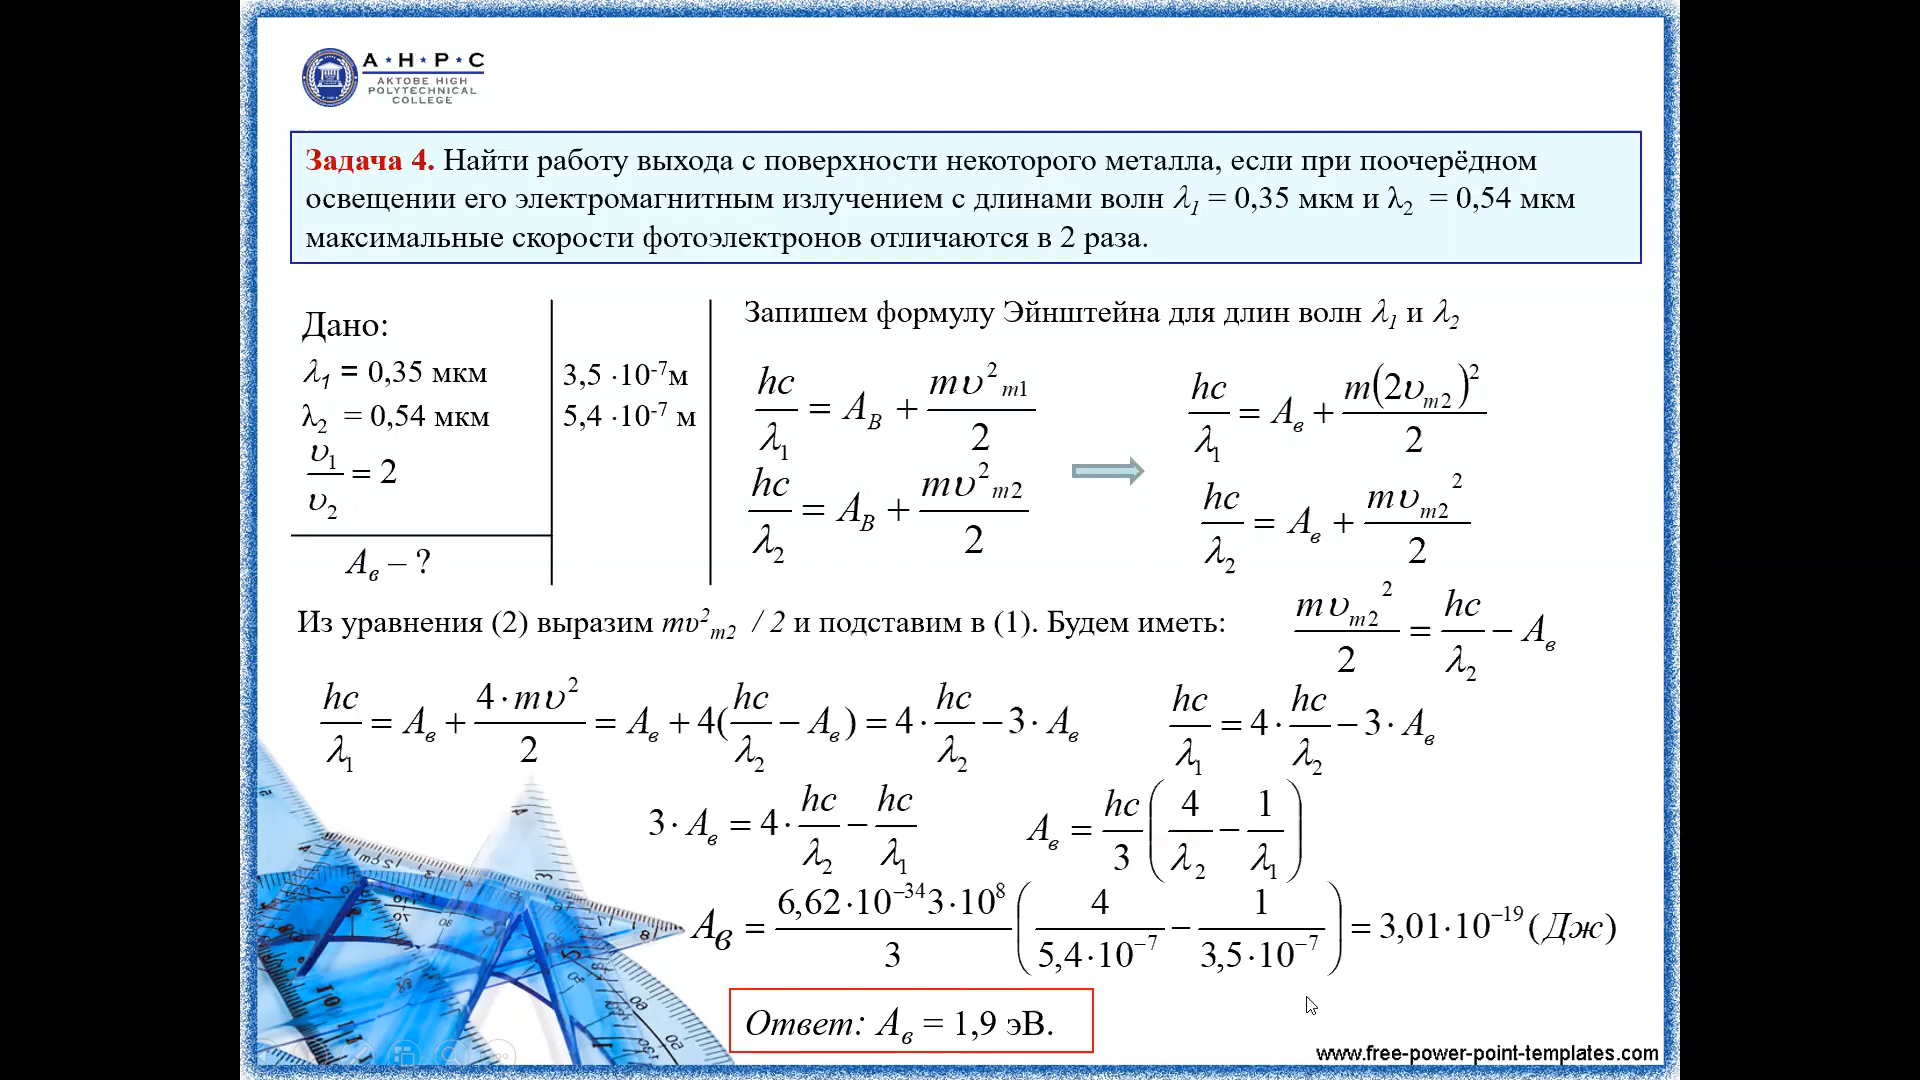 A ★ H ★ P ★ C
AKTOBE HIGH
POLYTECHNICAL
COLLEGE
Задача 4. Найти работу выхода с поверхности некоторого металла, если при поочерёдном
освещении его электромагнитным излучением с длинами волн λ₁ = 0,35 мкм и λ₂ = 0,54 мкм
максимальные скорости фотоэлектронов отличаются в 2 раза.
Дано:
λ₁ = 0,35 мкм
λ₂ = 0,54 мкм
υ₁/υ₂ = 2
Aв – ?
3,5 ·10⁻⁷м
5,4 ·10⁻⁷ м
Запишем формулу Эйнштейна для длин волн λ₁ и λ₂
hc/λ₁ = A_B + mυ²m1/2
hc/λ₂ = A_B + mυ²m2/2
hc/λ₁ = Aв + m(2υm2)²/2
hc/λ₂ = Aв + mυm2²/2
Из уравнения (2) выразим mυ²m2 / 2 и подставим в (1). Будем иметь:
mυm2²/2 = hc/λ₂ − Aв
hc/λ₁ = Aв + 4·mυ²/2 = Aв + 4(hc/λ₂ − Aв) = 4·hc/λ₂ − 3·Aв
hc/λ₁ = 4·hc/λ₂ − 3·Aв
3·Aв = 4·hc/λ₂ − hc/λ₁
Aв = hc/3 (4/λ₂ − 1/λ₁)
Aв = 6,62·10⁻³⁴3·10⁸/3 (4/5,4·10⁻⁷ − 1/3,5·10⁻⁷) = 3,01·10⁻¹⁹ (Дж)
Ответ: Aв = 1,9 эВ.
www.free-power-point-templates.com